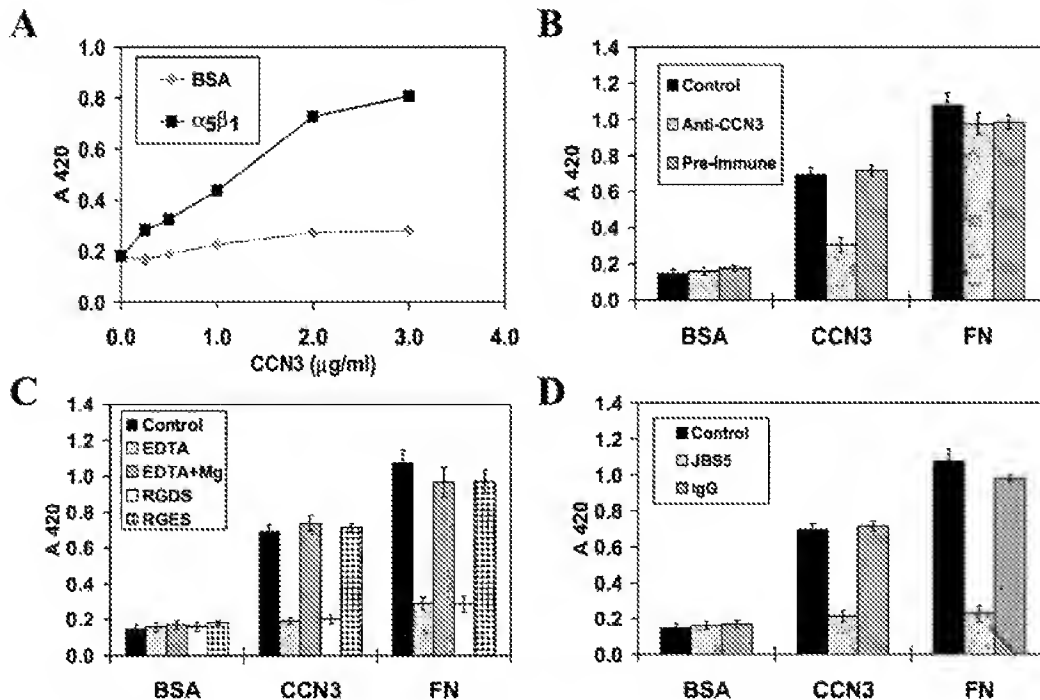 A
1.0
0.8
0.6
0.4
0.2
0.0
A 420
BSA
α5β1
0.0 1.0 2.0 3.0 4.0
CCN3 (μg/ml)
B
1.4
1.2
1.0
0.8
0.6
0.4
0.2
0.0
A 420
Control
Anti-CCN3
Pre-Immune
BSA CCN3 FN
C
1.4
1.2
1.0
0.8
0.6
0.4
0.2
0.0
A 420
Control
EDTA
EDTA+Mg
RGDS
RGES
BSA CCN3 FN
D
1.4
1.2
1.0
0.8
0.6
0.4
0.2
0.0
A 420
Control
JBS5
IgG
BSA CCN3 FN